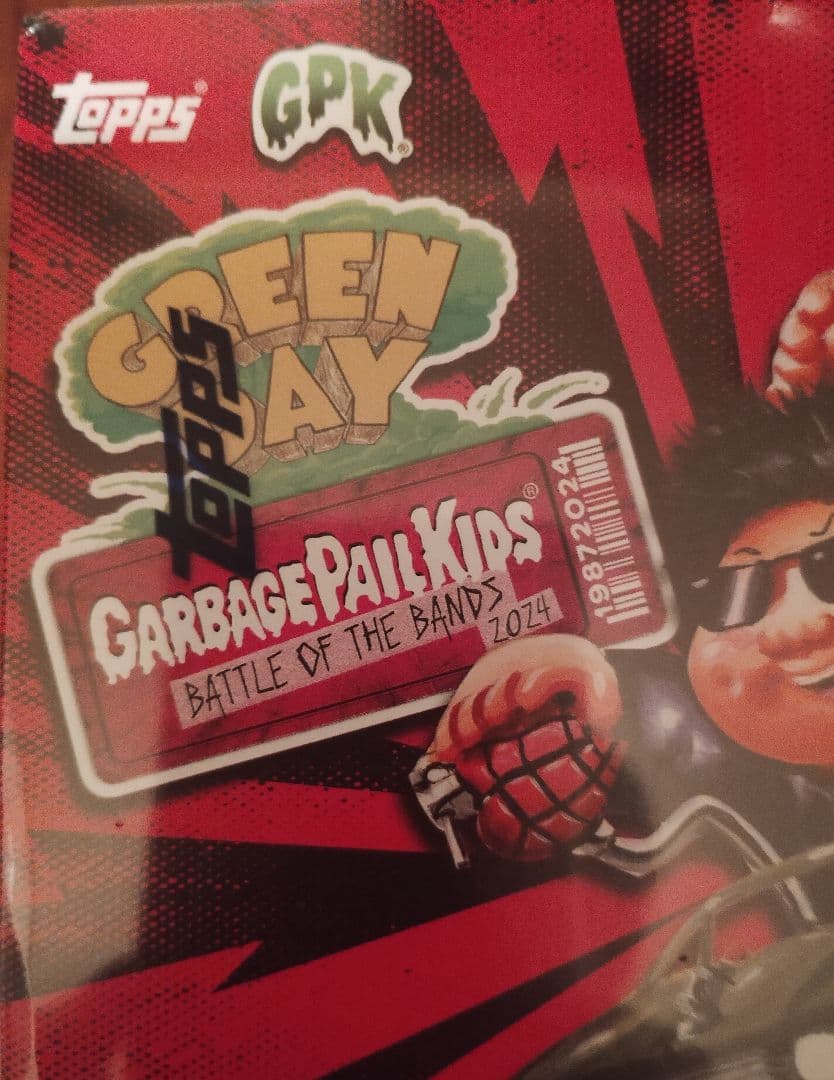 TOPPS®
GPK®
GREEN
DAY
TOPPS
GARBAGE PAIL KIDS®
BATTLE OF THE BANDS
2024
19872024